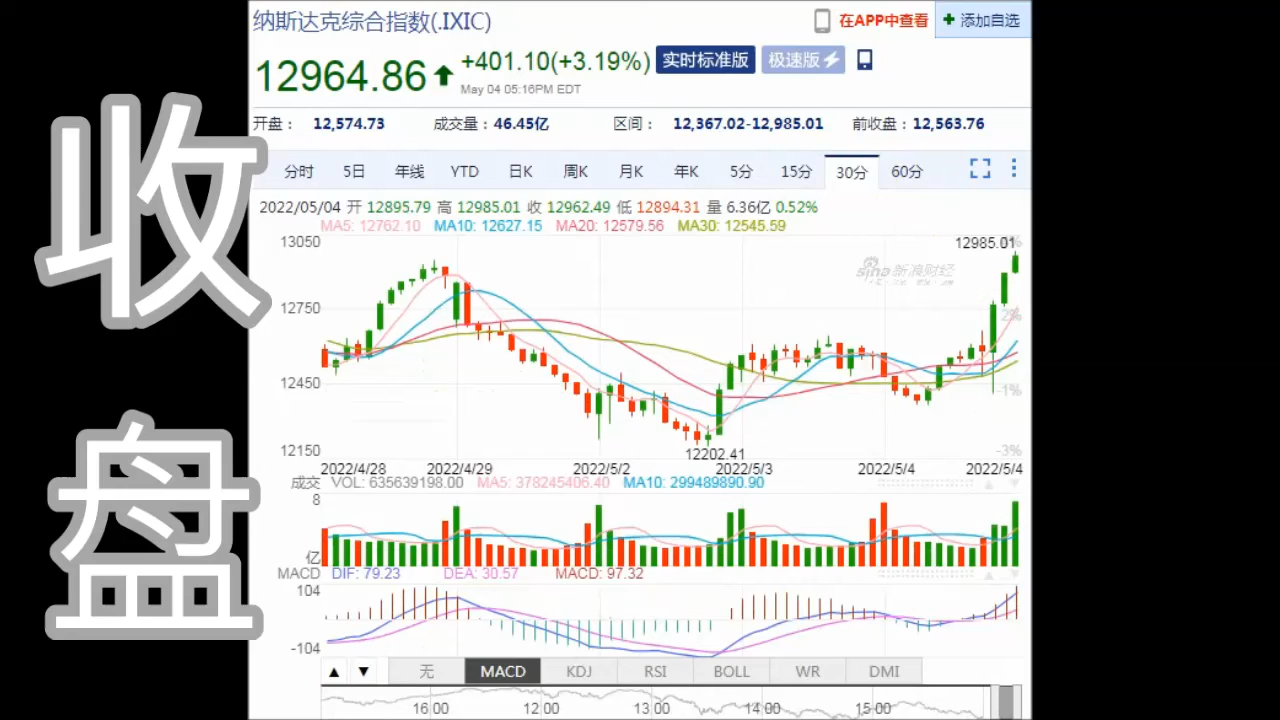 收
盘
纳斯达克综合指数(.IXIC)
在APP中查看
+ 添加自选
12964.86
+401.10(+3.19%)
实时标准版
极速版
May 04 05:16PM EDT
开盘： 12,574.73
成交量：46.45亿
区间： 12,367.02-12,985.01
前收盘：12,563.76
分时 5日 年线 YTD 日K 周K 月K 年K 5分 15分 30分 60分
2022/05/04 开 12895.79 高 12985.01 收 12962.49 低 12894.31 量 6.36亿 0.52%
MA5: 12762.10 MA10: 12627.15 MA20: 12579.56 MA30: 12545.59
13050
12985.01
sina 新浪财经
12750
2%
12450
-1%
12150
12202.41
-3%
2022/4/28 2022/4/29 2022/5/2 2022/5/3 2022/5/4 2022/5/4
成交 VOL: 635639198.00 MA5: 378245406.40 MA10: 299489890.90
8
亿
MACD DIF: 79.23 DEA: 30.57 MACD: 97.32
104
-104
▲ ▼ 无 MACD KDJ RSI BOLL WR DMI
16:00 12:00 13:00 14:00 15:00